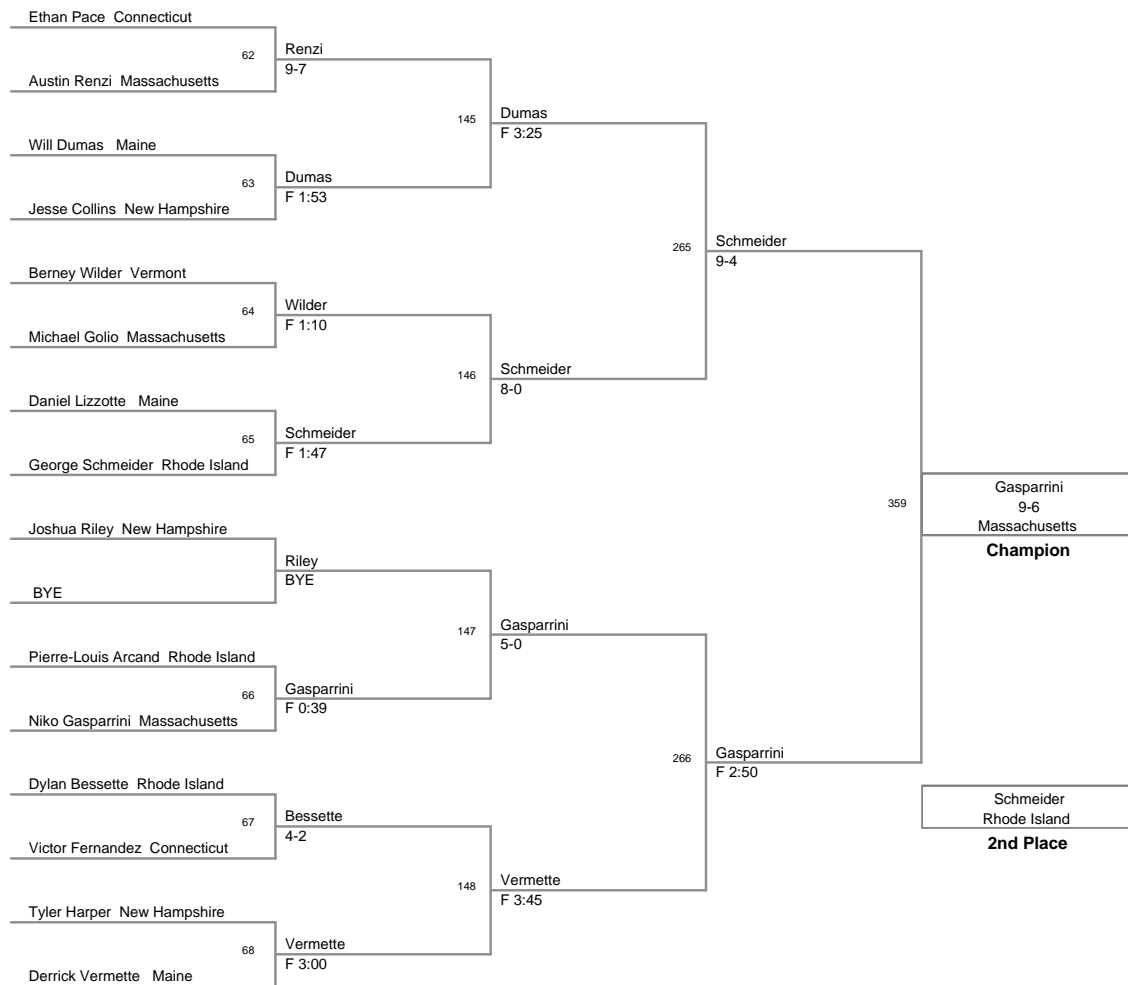 Ethan Pace  Connecticut
62
Renzi
9-7
Austin Renzi  Massachusetts
145
Dumas
F 3:25
Will Dumas   Maine
63
Dumas
F 1:53
Jesse Collins  New Hampshire
265
Schmeider
9-4
Berney Wilder  Vermont
64
Wilder
F 1:10
Michael Golio  Massachusetts
146
Schmeider
8-0
Daniel Lizzotte   Maine
65
Schmeider
F 1:47
George Schmeider  Rhode Island
359
Gasparrini
9-6
Massachusetts
Champion
Joshua Riley  New Hampshire
Riley
BYE
BYE
147
Gasparrini
5-0
Pierre-Louis Arcand  Rhode Island
66
Gasparrini
F 0:39
Niko Gasparrini  Massachusetts
266
Gasparrini
F 2:50
Dylan Bessette  Rhode Island
67
Bessette
4-2
Victor Fernandez  Connecticut
Schmeider
Rhode Island
2nd Place
148
Vermette
F 3:45
Tyler Harper  New Hampshire
68
Vermette
F 3:00
Derrick Vermette   Maine